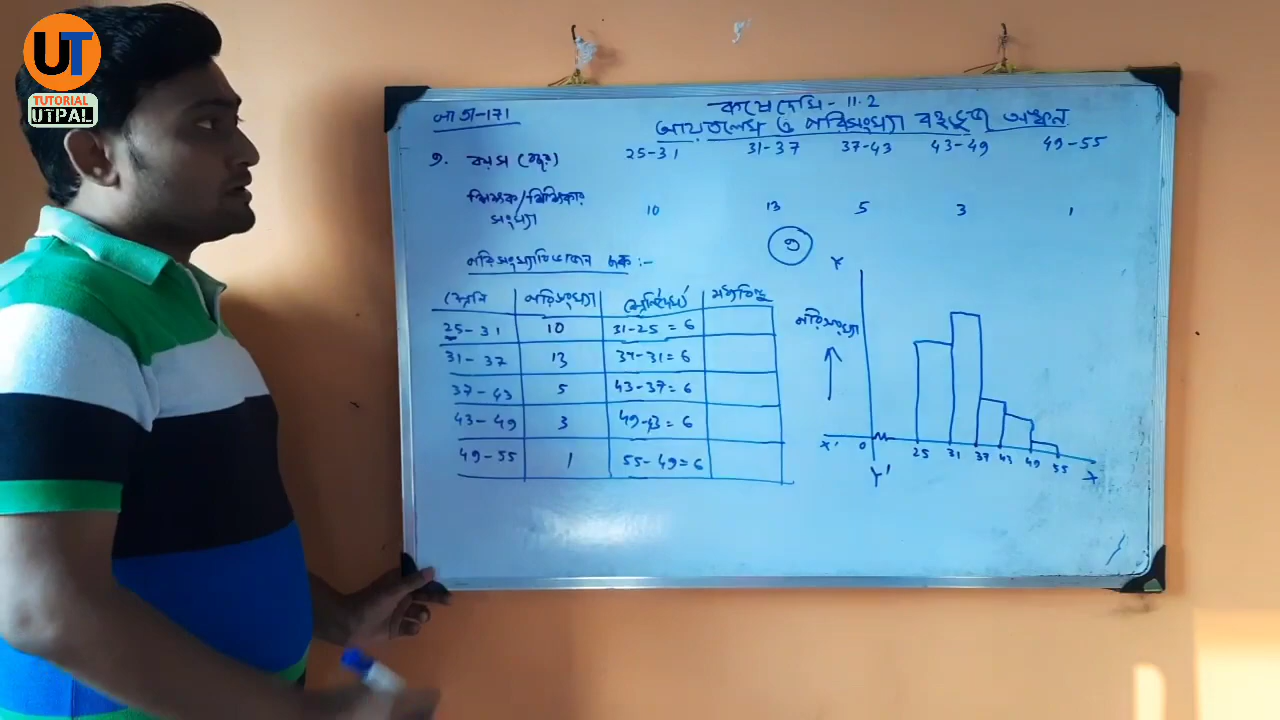 UT
TUTORIAL
UTPAL
কষে দেখি - 11.2
পাতা-171
আয়তলেখ ও পরিসংখ্যা বহুভুজ অঙ্কন
৩. বয়স (বছর) 25-31 31-37 37-43 43-49 49-55
শিক্ষক/শিক্ষিকার
সংখ্যা 10 13 5 3 1
পরিসংখ্যাবিভাজন ছক :-
৩
শ্রেণি পরিসংখ্যা শ্রেণিদৈর্ঘ্য মধ্যবিন্দু
25-31 10 31-25 = 6
31-37 13 37-31 = 6
37-43 5 43-37 = 6
43-49 3 49-43 = 6
49-55 1 55-49 = 6
Y
পরিসংখ্যা
X' 0 25 31 37 43 49 55 X
Y'